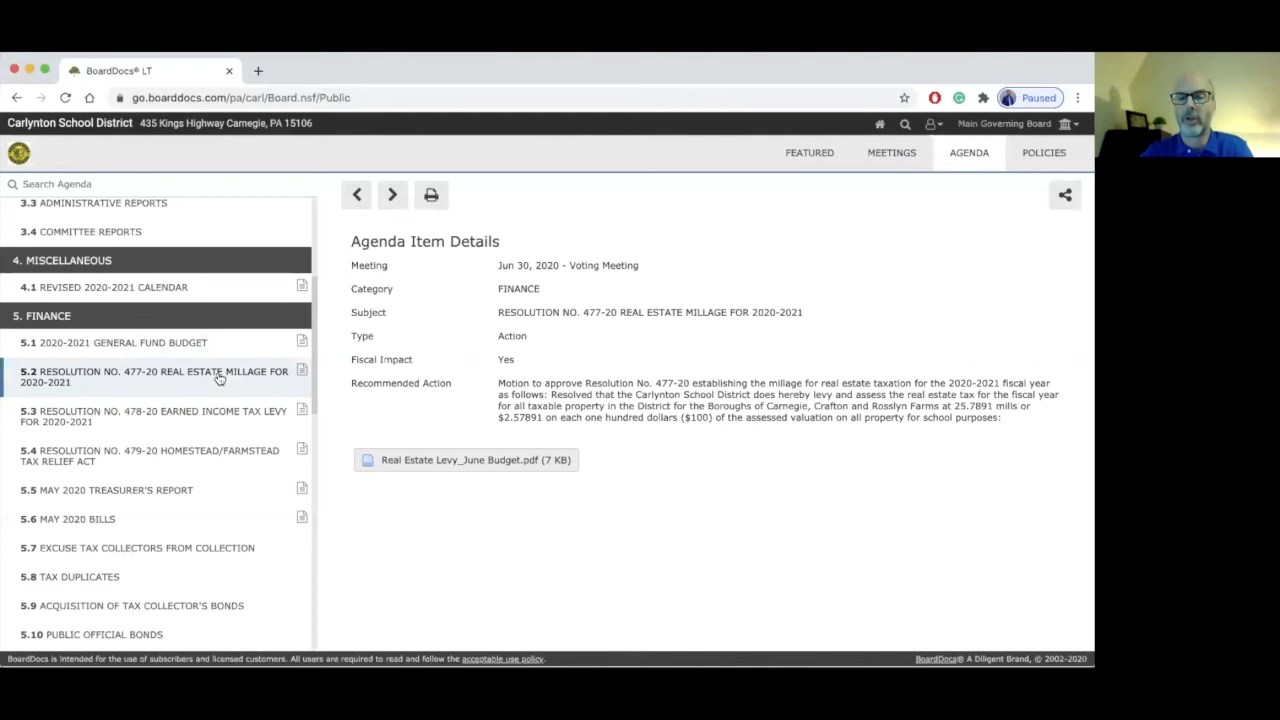 BoardDocs® LT
go.boarddocs.com/pa/carl/Board.nsf/Public
Paused
Carlynton School District 435 Kings Highway Carnegie, PA 15106
Main Governing Board
FEATURED MEETINGS AGENDA POLICIES
Search Agenda
3.3 ADMINISTRATIVE REPORTS
3.4 COMMITTEE REPORTS
4. MISCELLANEOUS
4.1 REVISED 2020-2021 CALENDAR
5. FINANCE
5.1 2020-2021 GENERAL FUND BUDGET
5.2 RESOLUTION NO. 477-20 REAL ESTATE MILLAGE FOR
2020-2021
5.3 RESOLUTION NO. 478-20 EARNED INCOME TAX LEVY
FOR 2020-2021
5.4 RESOLUTION NO. 479-20 HOMESTEAD/FARMSTEAD
TAX RELIEF ACT
5.5 MAY 2020 TREASURER'S REPORT
5.6 MAY 2020 BILLS
5.7 EXCUSE TAX COLLECTORS FROM COLLECTION
5.8 TAX DUPLICATES
5.9 ACQUISITION OF TAX COLLECTOR'S BONDS
5.10 PUBLIC OFFICIAL BONDS
Agenda Item Details
Meeting Jun 30, 2020 - Voting Meeting
Category FINANCE
Subject RESOLUTION NO. 477-20 REAL ESTATE MILLAGE FOR 2020-2021
Type Action
Fiscal Impact Yes
Recommended Action Motion to approve Resolution No. 477-20 establishing the millage for real estate taxation for the 2020-2021 fiscal year
as follows: Resolved that the Carlynton School District does hereby levy and assess the real estate tax for the fiscal year
for all taxable property in the District for the Boroughs of Carnegie, Crafton and Rosslyn Farms at 25.7891 mills or
$2.57891 on each one hundred dollars ($100) of the assessed valuation on all property for school purposes:
Real Estate Levy_June Budget.pdf (7 KB)
BoardDocs is intended for the use of subscribers and licensed customers. All users are required to read and follow the acceptable use policy.
BoardDocs® A Diligent Brand, © 2002-2020